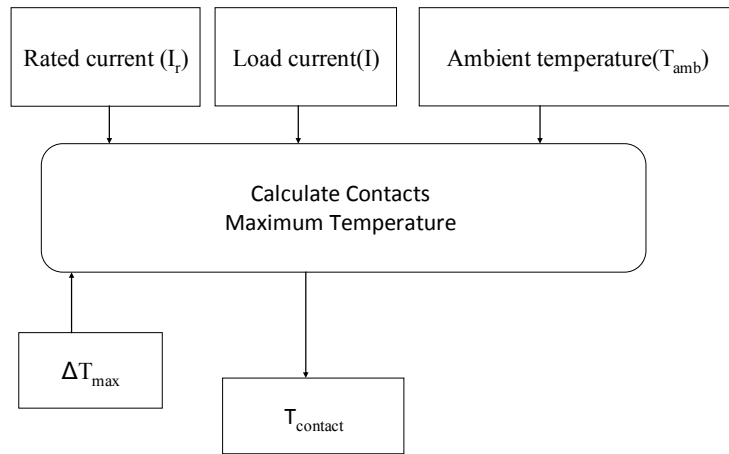 Rated current (Iᵣ)
Load current(I)
Ambient temperature(Tamb)
Calculate Contacts
Maximum Temperature
ΔTmax
Tcontact